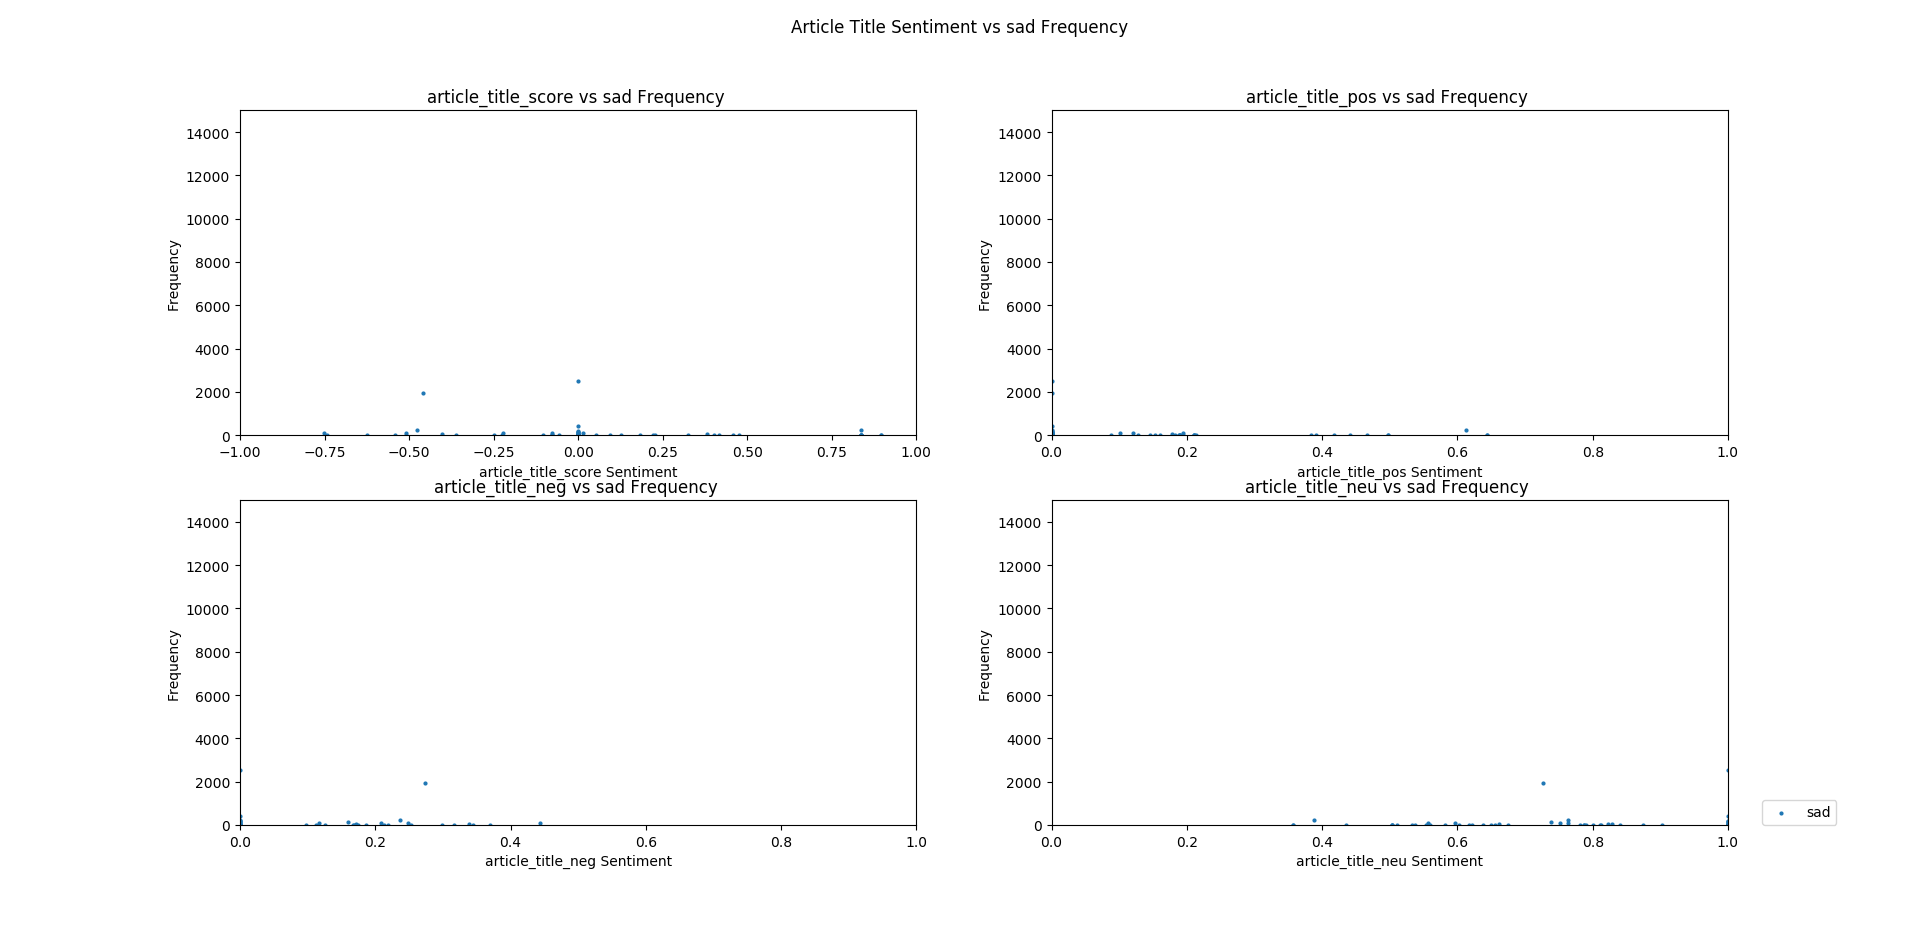 Article Title Sentiment vs sad Frequency
article_title_score vs sad Frequency
14000
12000
10000
8000
6000
4000
2000
0
Frequency
−1.00 −0.75 −0.50 −0.25 0.00 0.25 0.50 0.75 1.00
article_title_score Sentiment
article_title_pos vs sad Frequency
14000
12000
10000
8000
6000
4000
2000
0
Frequency
0.0 0.2 0.4 0.6 0.8 1.0
article_title_pos Sentiment
article_title_neg vs sad Frequency
14000
12000
10000
8000
6000
4000
2000
0
Frequency
0.0 0.2 0.4 0.6 0.8 1.0
article_title_neg Sentiment
article_title_neu vs sad Frequency
14000
12000
10000
8000
6000
4000
2000
0
Frequency
0.0 0.2 0.4 0.6 0.8 1.0
article_title_neu Sentiment
sad